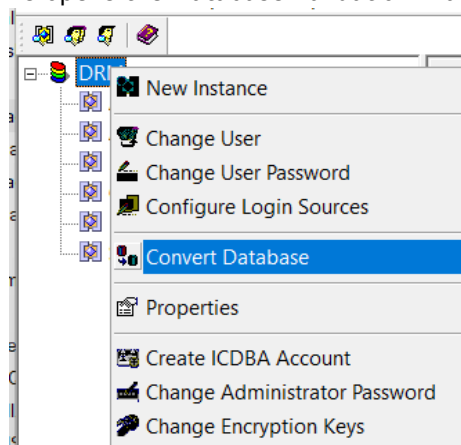 DRM
New Instance
Change User
Change User Password
Configure Login Sources
Convert Database
Properties
Create ICDBA Account
Change Administrator Password
Change Encryption Keys